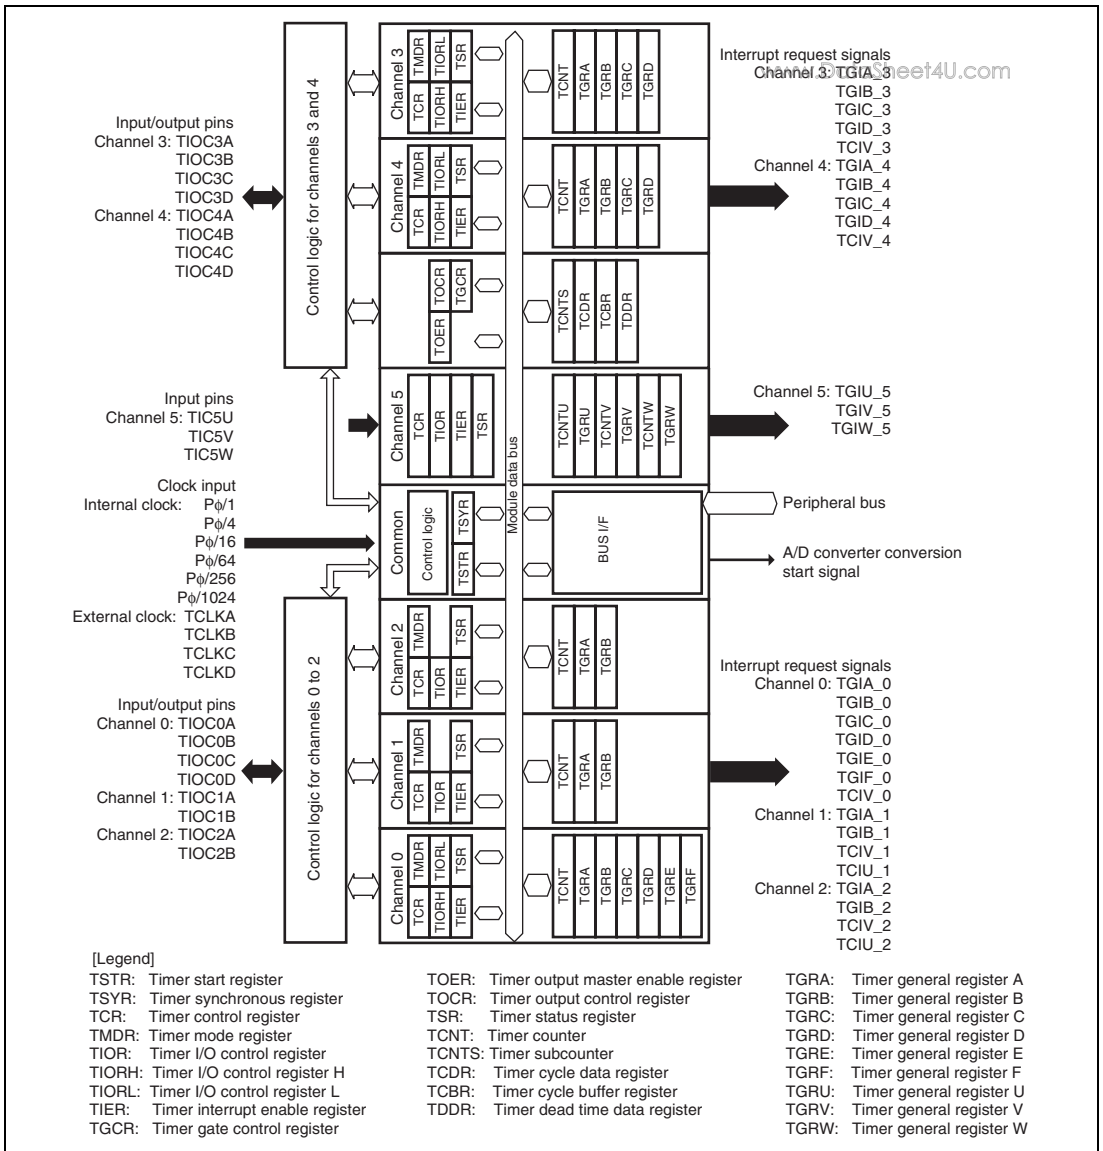 Interrupt request signals
www.DataSheet4U.com
Channel 3: TGIA_3
TGIB_3
TGIC_3
TGID_3
TCIV_3
Channel 4: TGIA_4
TGIB_4
TGIC_4
TGID_4
TCIV_4
Input/output pins
Channel 3: TIOC3A
TIOC3B
TIOC3C
TIOC3D
Channel 4: TIOC4A
TIOC4B
TIOC4C
TIOC4D
Control logic for channels 3 and 4
Channel 3
TCR TMDR
TIORH TIORL
TIER TSR
TCNT
TGRA
TGRB
TGRC
TGRD
Channel 4
TCR TMDR
TIORH TIORL
TIER TSR
TCNT
TGRA
TGRB
TGRC
TGRD
TOER TOCR
TGCR
TCNTS
TCDR
TCBR
TDDR
Input pins
Channel 5: TIC5U
TIC5V
TIC5W
Channel 5
TCR
TIOR
TIER
TSR
Module data bus
TCNTU
TGRU
TCNTV
TGRV
TCNTW
TGRW
Channel 5: TGIU_5
TGIV_5
TGIW_5
Clock input
Internal clock: Pϕ/1
Pϕ/4
Pϕ/16
Pϕ/64
Pϕ/256
Pϕ/1024
External clock: TCLKA
TCLKB
TCLKC
TCLKD
Common
Control logic
TSTR TSYR
BUS I/F
Peripheral bus
A/D converter conversion
start signal
Input/output pins
Channel 0: TIOC0A
TIOC0B
TIOC0C
TIOC0D
Channel 1: TIOC1A
TIOC1B
Channel 2: TIOC2A
TIOC2B
Control logic for channels 0 to 2
Channel 2
TCR TMDR
TIOR
TIER TSR
TCNT
TGRA
TGRB
Channel 1
TCR TMDR
TIOR
TIER TSR
TCNT
TGRA
TGRB
Channel 0
TCR TMDR
TIORH TIORL
TIER TSR
TCNT
TGRA
TGRB
TGRC
TGRD
TGRE
TGRF
Interrupt request signals
Channel 0: TGIA_0
TGIB_0
TGIC_0
TGID_0
TGIE_0
TGIF_0
TCIV_0
Channel 1: TGIA_1
TGIB_1
TCIV_1
TCIU_1
Channel 2: TGIA_2
TGIB_2
TCIV_2
TCIU_2
[Legend]
TSTR: Timer start register
TSYR: Timer synchronous register
TCR: Timer control register
TMDR: Timer mode register
TIOR: Timer I/O control register
TIORH: Timer I/O control register H
TIORL: Timer I/O control register L
TIER: Timer interrupt enable register
TGCR: Timer gate control register
TOER: Timer output master enable register
TOCR: Timer output control register
TSR: Timer status register
TCNT: Timer counter
TCNTS: Timer subcounter
TCDR: Timer cycle data register
TCBR: Timer cycle buffer register
TDDR: Timer dead time data register
TGRA: Timer general register A
TGRB: Timer general register B
TGRC: Timer general register C
TGRD: Timer general register D
TGRE: Timer general register E
TGRF: Timer general register F
TGRU: Timer general register U
TGRV: Timer general register V
TGRW: Timer general register W